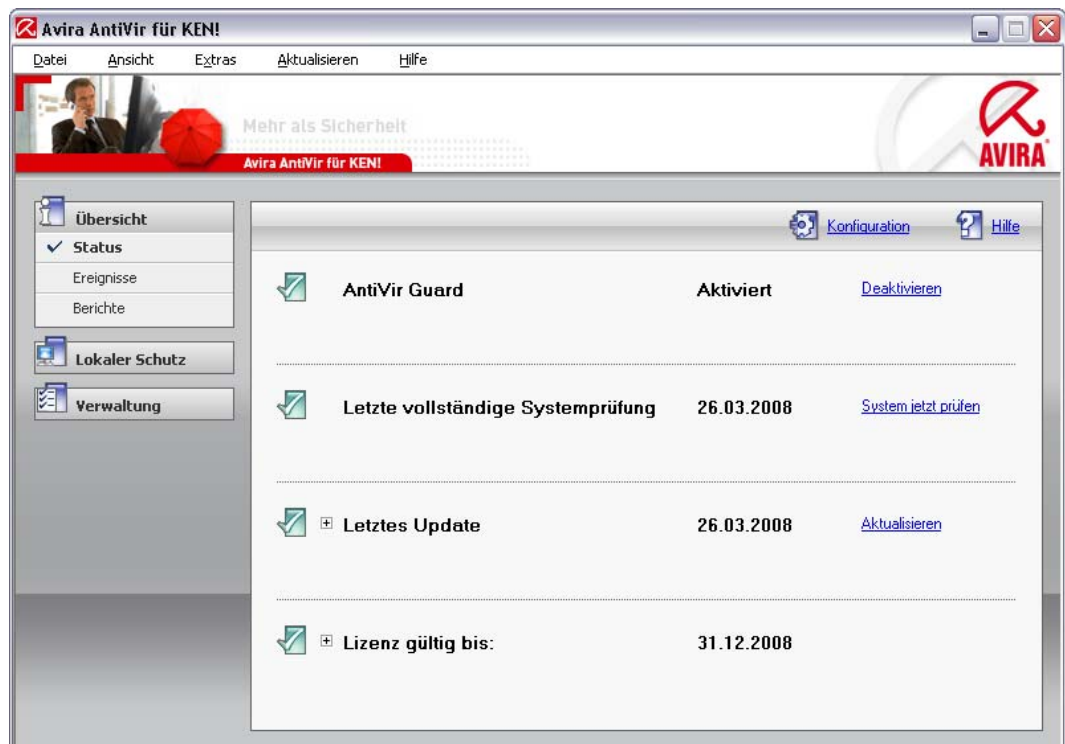 Avira AntiVir für KEN!
Datei Ansicht Extras Aktualisieren Hilfe
Mehr als Sicherheit
Avira AntiVir für KEN!
AVIRA
Übersicht
Status
Ereignisse
Berichte
Lokaler Schutz
Verwaltung
Konfiguration Hilfe
AntiVir Guard Aktiviert Deaktivieren
Letzte vollständige Systemprüfung 26.03.2008 System jetzt prüfen
Letztes Update 26.03.2008 Aktualisieren
Lizenz gültig bis: 31.12.2008